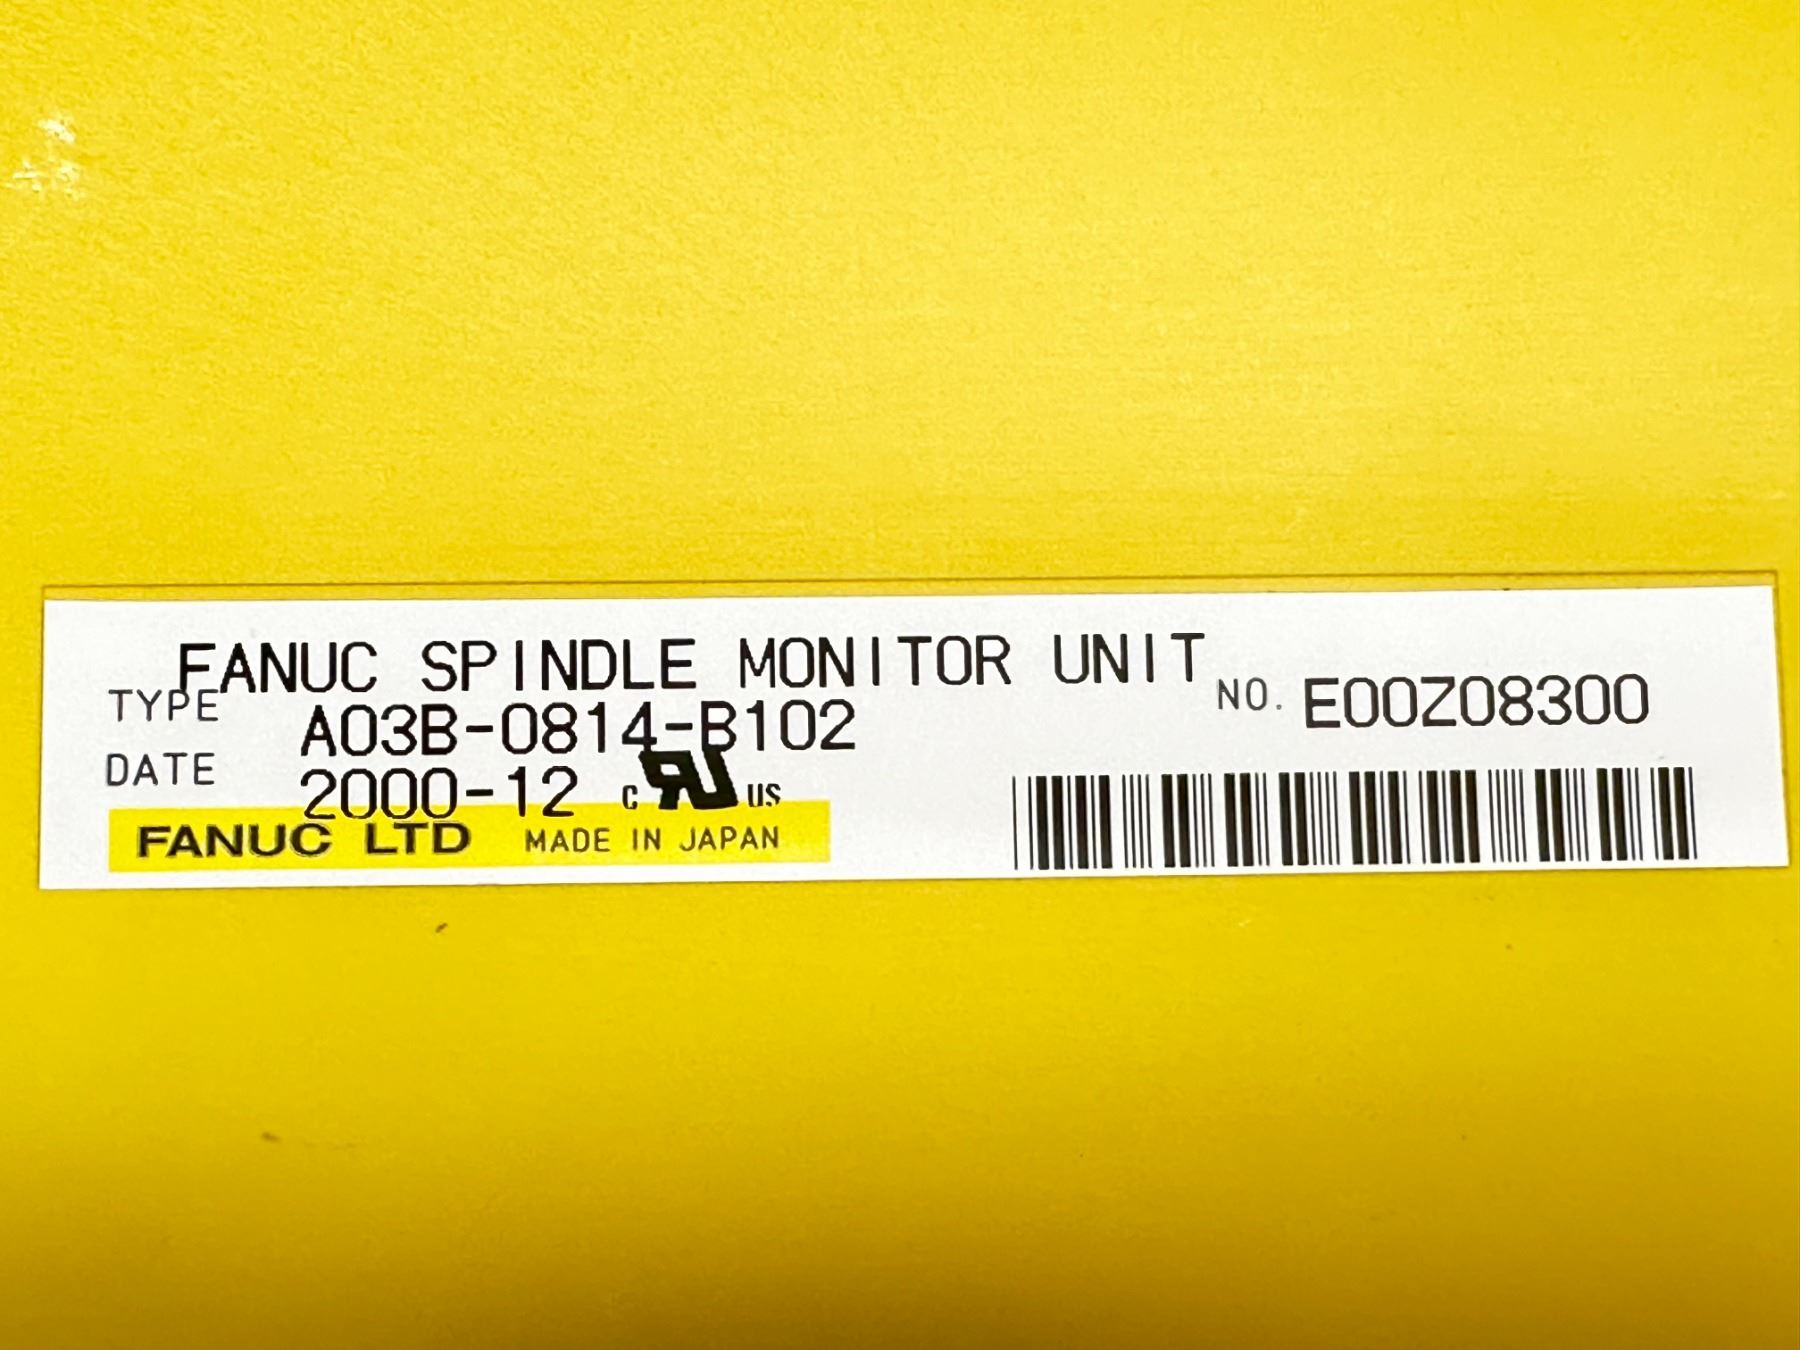 FANUC SPINDLE MONITOR UNIT
TYPE A03B-0814-B102 NO. E00Z08300
DATE 2000-12 c RU us
FANUC LTD MADE IN JAPAN